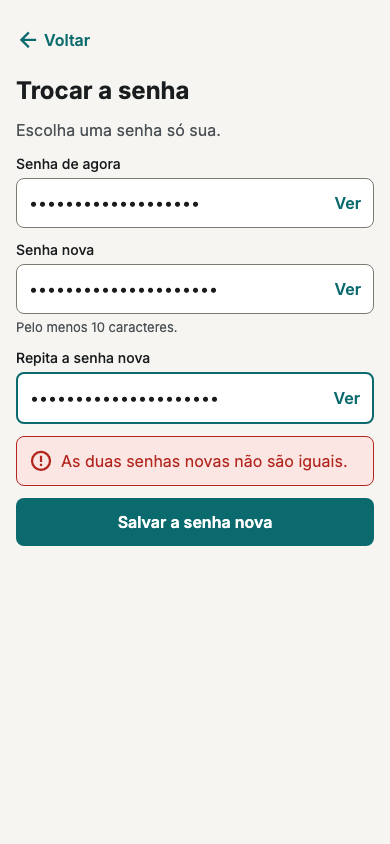 Voltar
Trocar a senha
Escolha uma senha só sua.
Senha de agora
••••••••••••••••••• Ver
Senha nova
••••••••••••••••••••• Ver
Pelo menos 10 caracteres.
Repita a senha nova
••••••••••••••••••••• Ver
As duas senhas novas não são iguais.
Salvar a senha nova